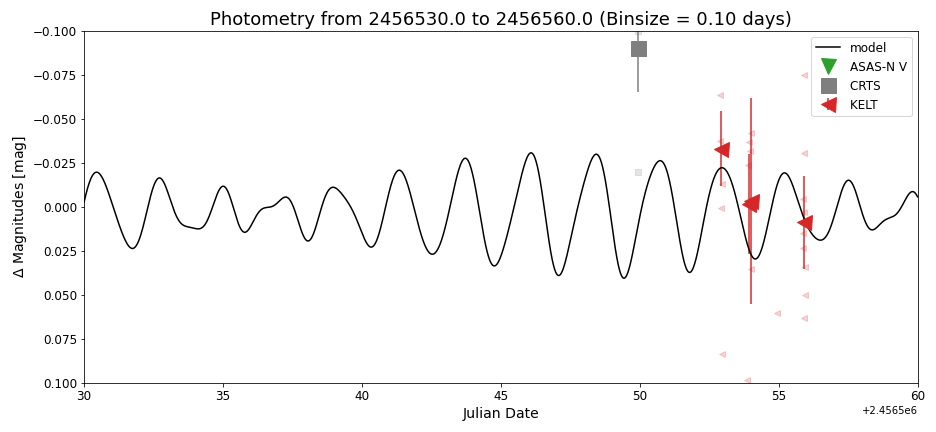 Photometry from 2456530.0 to 2456560.0 (Binsize = 0.10 days)
−0.100
−0.075
−0.050
−0.025
0.000
0.025
0.050
0.075
0.100
Δ Magnitudes [mag]
model
ASAS-N V
CRTS
KELT
30
35
40
45
50
55
60
+2.4565e6
Julian Date